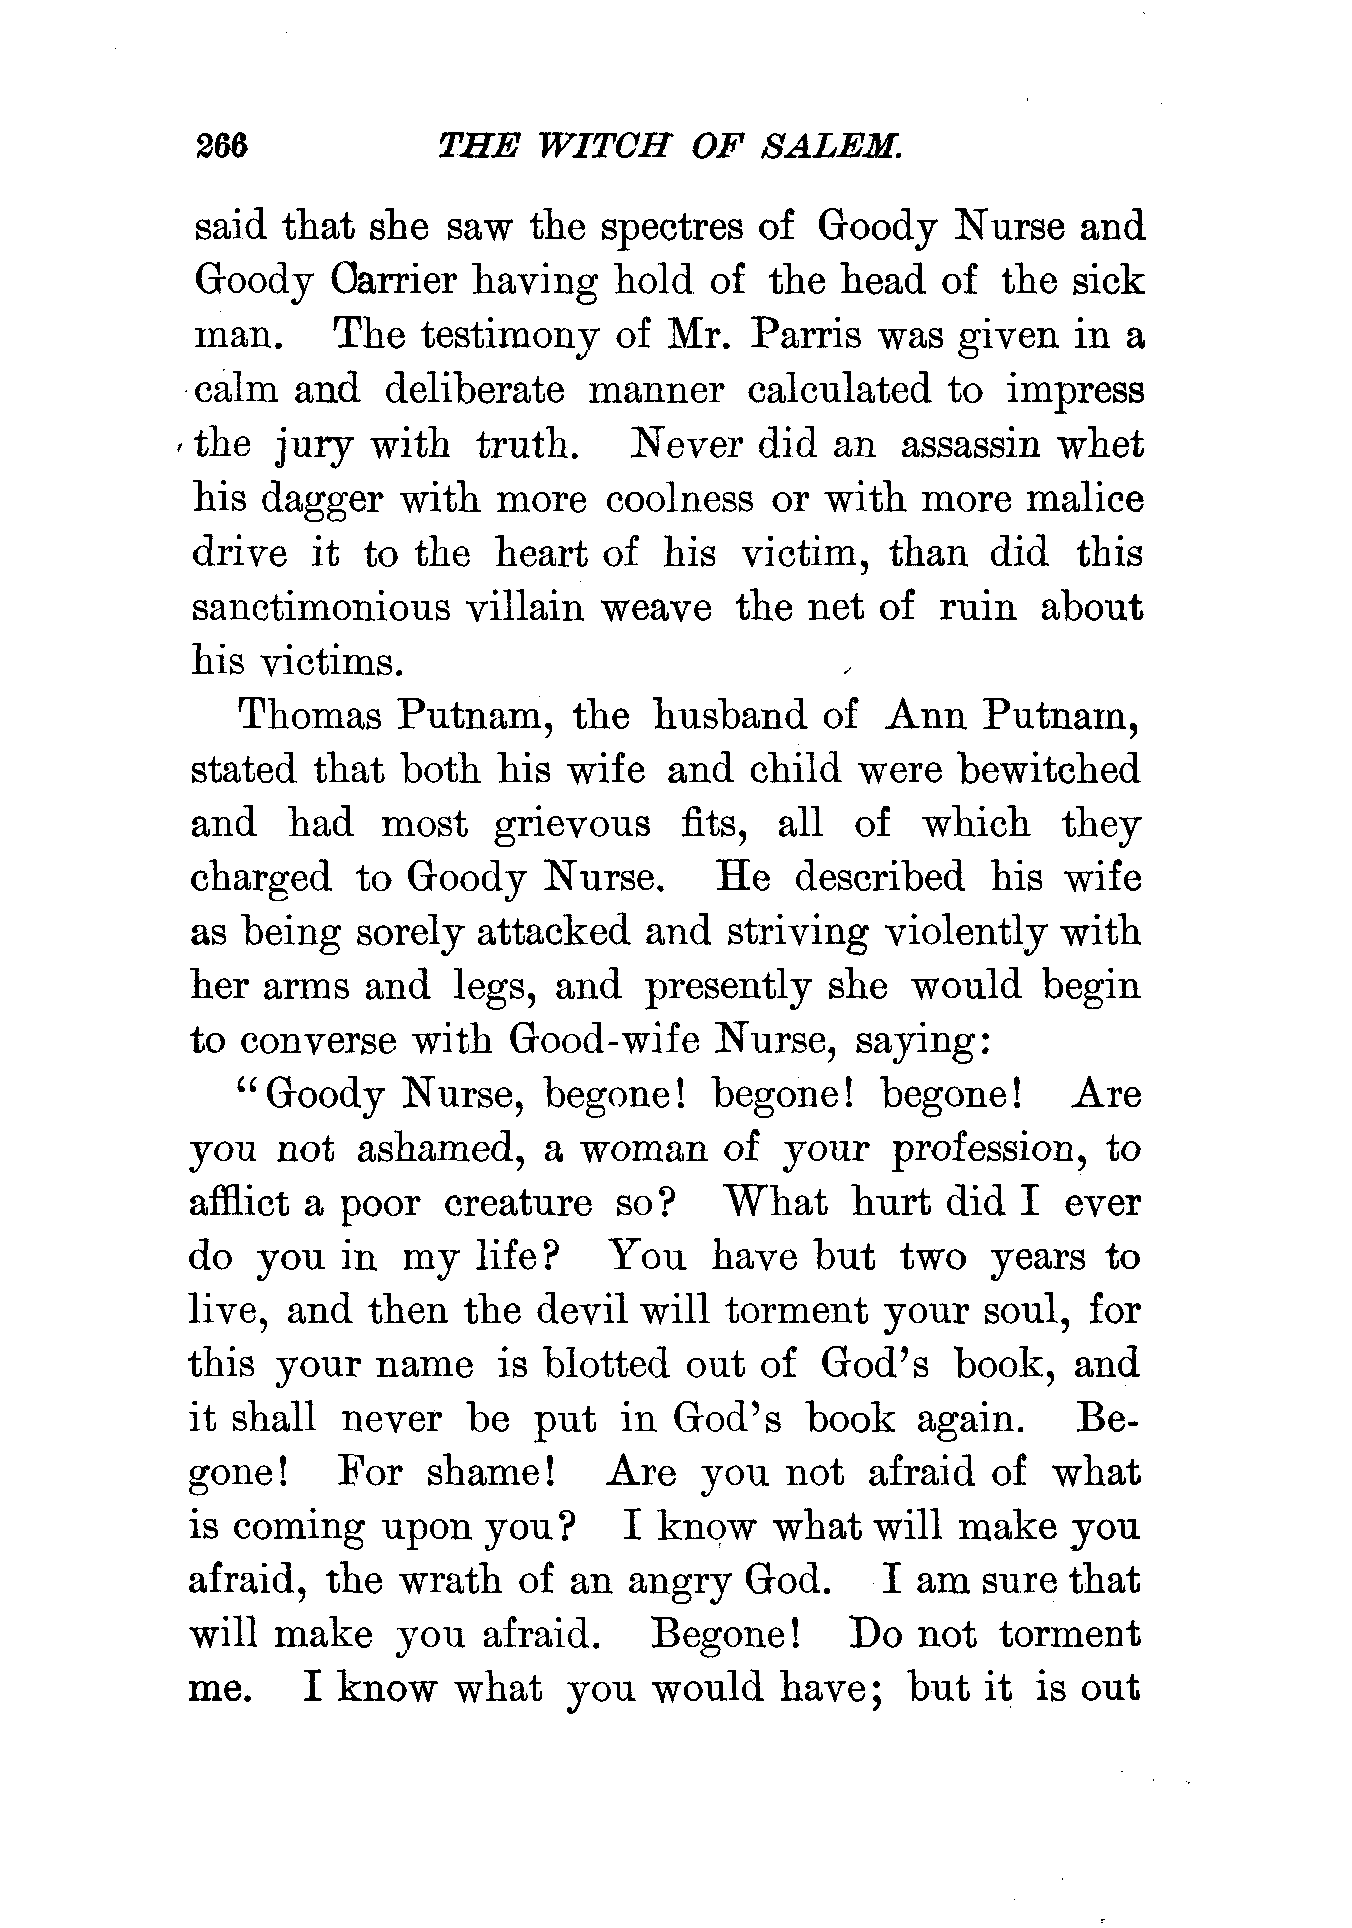 266 THE WITCH OF SALEM.
said that she saw the spectres of Goody Nurse and
Goody Carrier having hold of the head of the sick
man. The testimony of Mr. Parris was given in a
calm and deliberate manner calculated to impress
the jury with truth. Never did an assassin whet
his dagger with more coolness or with more malice
drive it to the heart of his victim, than did this
sanctimonious villain weave the net of ruin about
his victims.
Thomas Putnam, the husband of Ann Putnam,
stated that both his wife and child were bewitched
and had most grievous fits, all of which they
charged to Goody Nurse. He described his wife
as being sorely attacked and striving violently with
her arms and legs, and presently she would begin
to converse with Good-wife Nurse, saying:
“Goody Nurse, begone! begone! begone! Are
you not ashamed, a woman of your profession, to
afflict a poor creature so? What hurt did I ever
do you in my life? You have but two years to
live, and then the devil will torment your soul, for
this your name is blotted out of God's book, and
it shall never be put in God's book again. Be-
gone! For shame! Are you not afraid of what
is coming upon you? I know what will make you
afraid, the wrath of an angry God. I am sure that
will make you afraid. Begone! Do not torment
me. I know what you would have; but it is out